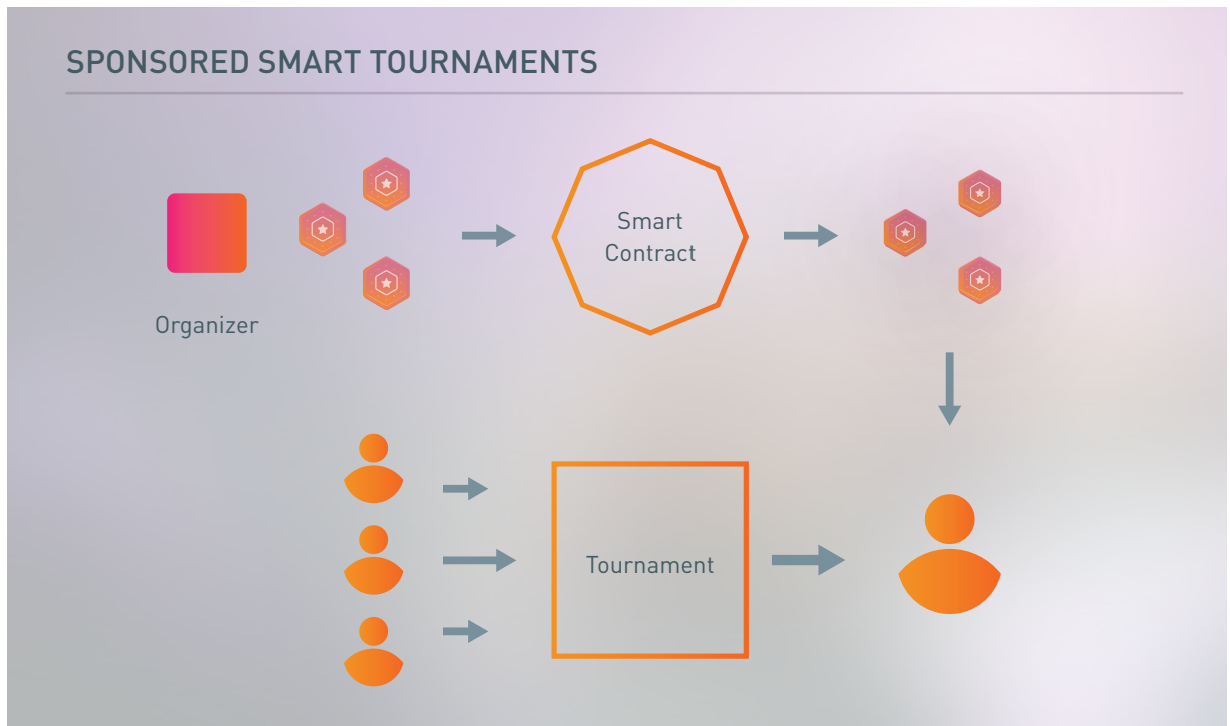 SPONSORED SMART TOURNAMENTS
Smart
Contract
Organizer
Tournament